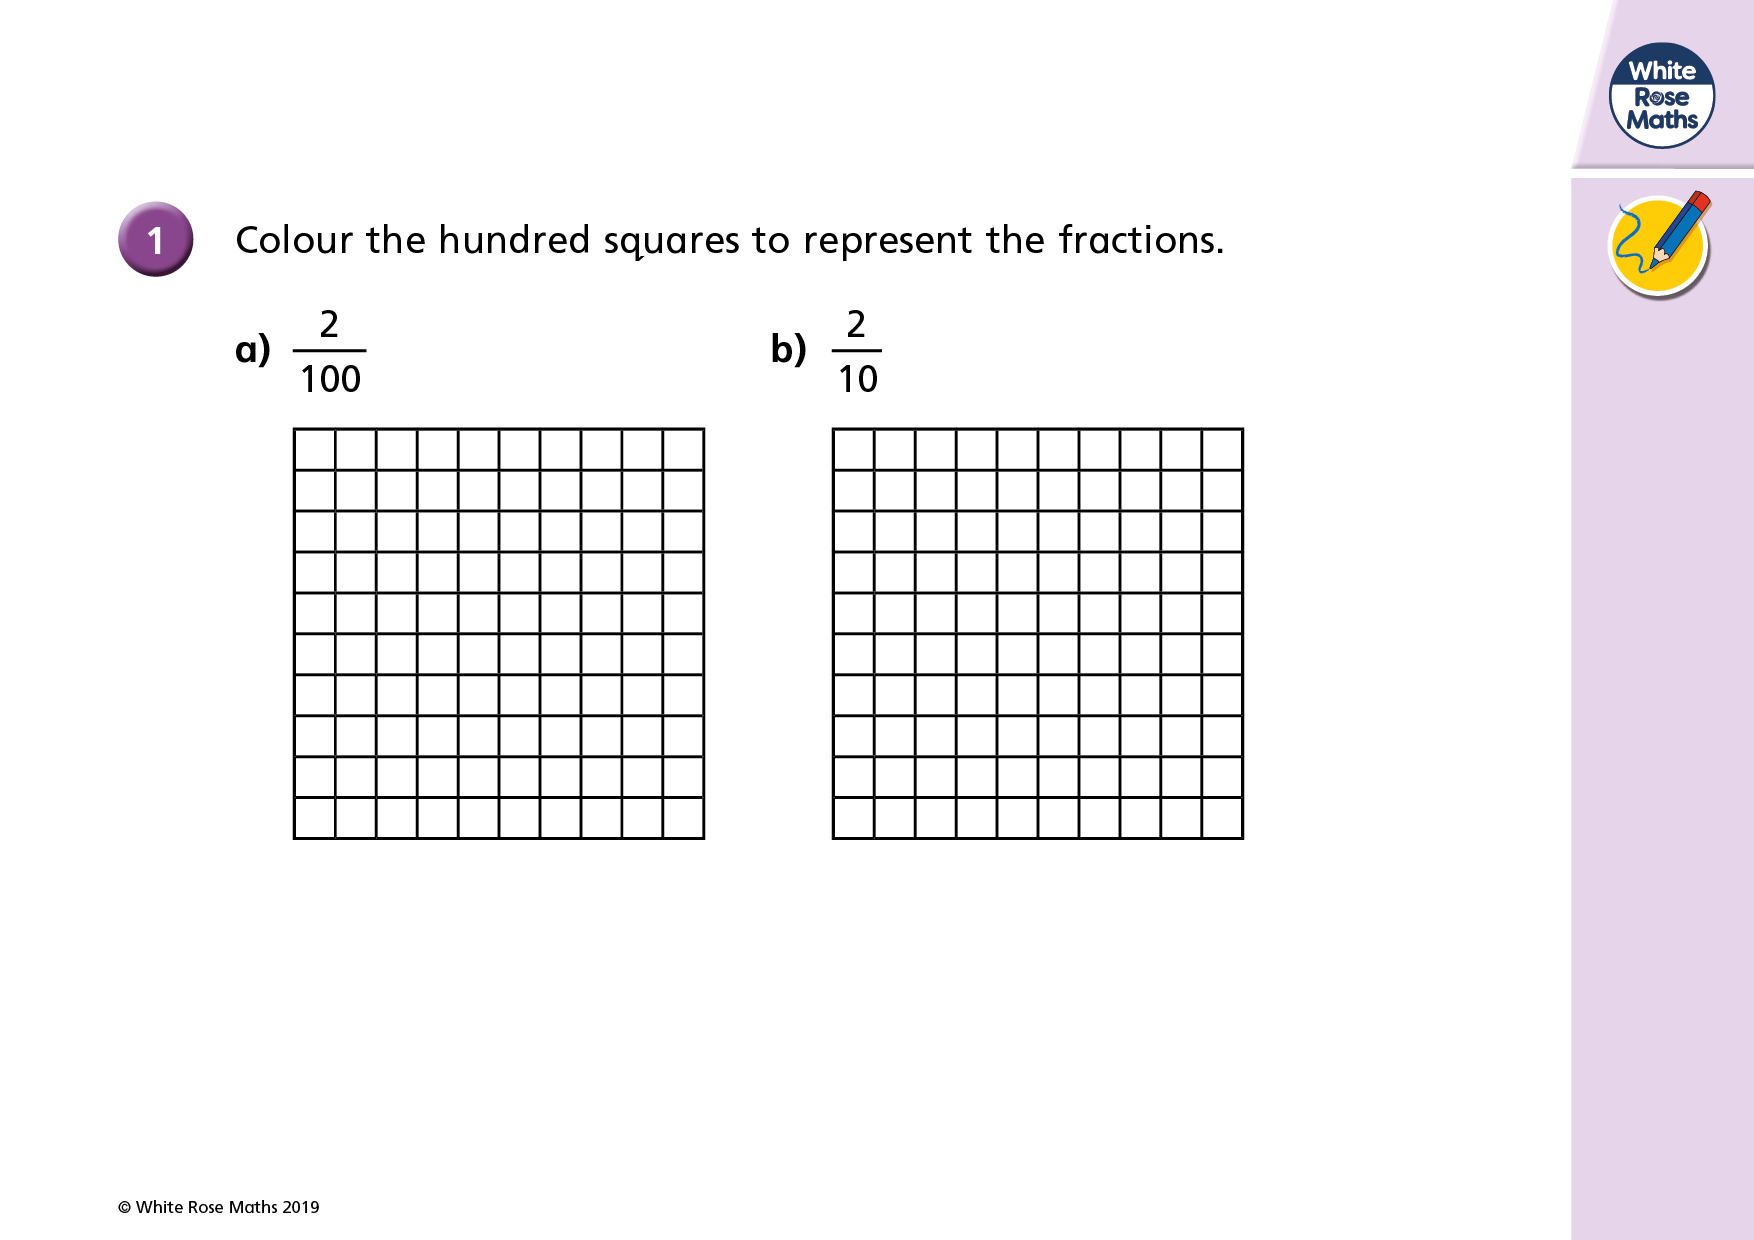 White
Rose
Maths
1 Colour the hundred squares to represent the fractions.
a) 2/100 b) 2/10
© White Rose Maths 2019